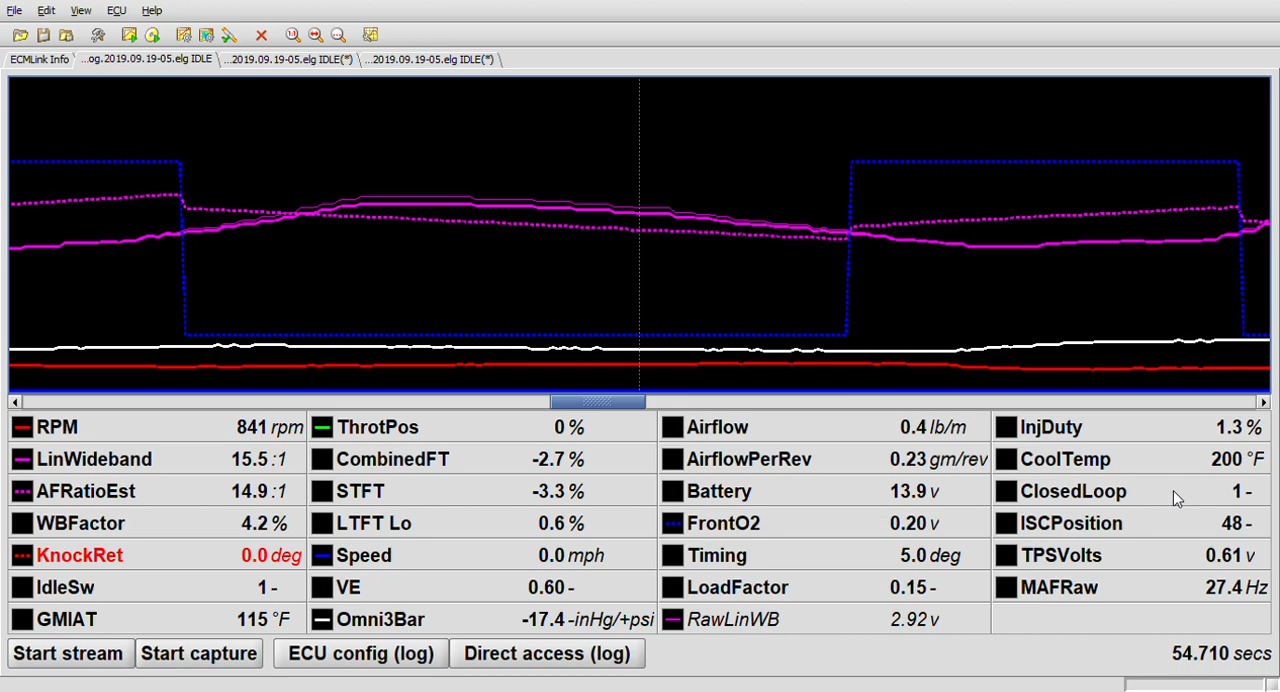 File Edit View ECU Help
ECMLink Info ...og.2019.09.19-05.elg IDLE ...2019.09.19-05.elg IDLE(*) ...2019.09.19-05.elg IDLE(*)
RPM 841 rpm ThrotPos 0 % Airflow 0.4 lb/m InjDuty 1.3 %
LinWideband 15.5 :1 CombinedFT -2.7 % AirflowPerRev 0.23 gm/rev CoolTemp 200 °F
AFRatioEst 14.9 :1 STFT -3.3 % Battery 13.9 v ClosedLoop 1 -
WBFactor 4.2 % LTFT Lo 0.6 % FrontO2 0.20 v ISCPosition 48 -
KnockRet 0.0 deg Speed 0.0 mph Timing 5.0 deg TPSVolts 0.61 v
IdleSw 1 - VE 0.60 - LoadFactor 0.15 - MAFRaw 27.4 Hz
GMIAT 115 °F Omni3Bar -17.4 -inHg/+psi RawLinWB 2.92 v
Start stream Start capture ECU config (log) Direct access (log) 54.710 secs